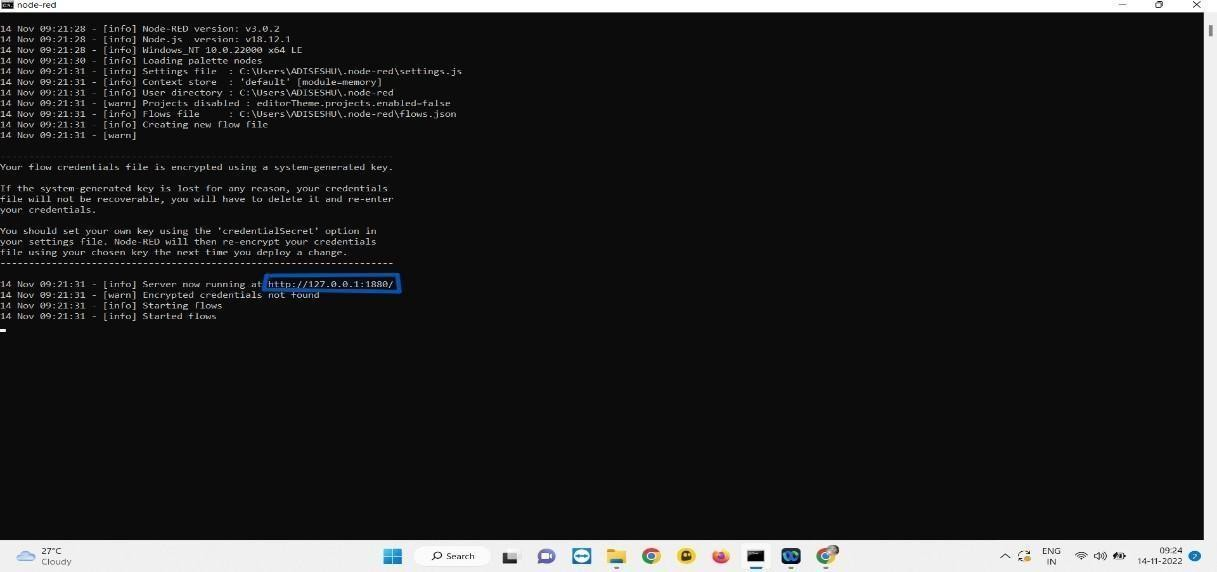 node-red
14 Nov 09:21:28 - [info] Node-RED version: v3.0.2
14 Nov 09:21:28 - [info] Node.js  version: v18.12.1
14 Nov 09:21:28 - [info] Windows_NT 10.0.22000 x64 LE
14 Nov 09:21:30 - [info] Loading palette nodes
14 Nov 09:21:31 - [info] Settings file  : C:\Users\ADISESHU\.node-red\settings.js
14 Nov 09:21:31 - [info] Context store  : 'default' [module=memory]
14 Nov 09:21:31 - [info] User directory : C:\Users\ADISESHU\.node-red
14 Nov 09:21:31 - [warn] Projects disabled : editorTheme.projects.enabled=false
14 Nov 09:21:31 - [info] Flows file     : C:\Users\ADISESHU\.node-red\flows.json
14 Nov 09:21:31 - [info] Creating new flow file
14 Nov 09:21:31 - [warn]
---------------------------------------------------------------------
Your flow credentials file is encrypted using a system-generated key.
If the system-generated key is lost for any reason, your credentials
file will not be recoverable, you will have to delete it and re-enter
your credentials.
You should set your own key using the 'credentialSecret' option in
your settings file. Node-RED will then re-encrypt your credentials
file using your chosen key the next time you deploy a change.
---------------------------------------------------------------------
14 Nov 09:21:31 - [info] Server now running at http://127.0.0.1:1880/
14 Nov 09:21:31 - [warn] Encrypted credentials not found
14 Nov 09:21:31 - [info] Starting flows
14 Nov 09:21:31 - [info] Started flows
27°C
Cloudy
Search
ENG
IN
09:24
14-11-2022
2